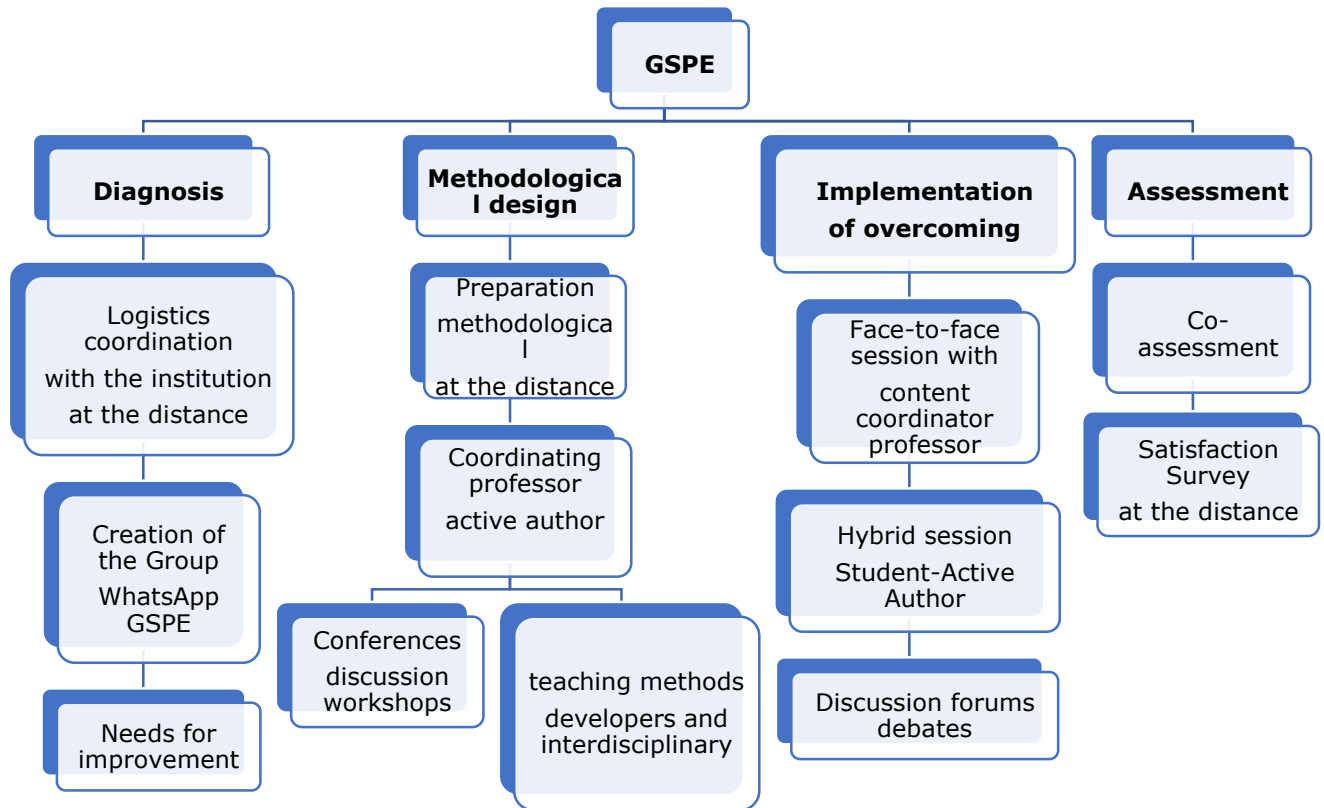 GSPE
Diagnosis
Logistics
coordination
with the institution
at the distance
Creation of
the Group
WhatsApp
GSPE
Needs for
improvement
Methodologica
l design
Preparation
methodologica
l
at the distance
Coordinating
professor
active author
Conferences
discussion
workshops
teaching methods
developers and
interdisciplinary
Implementation
of overcoming
Face-to-face
session with
content
coordinator
professor
Hybrid session
Student-Active
Author
Discussion forums
debates
Assessment
Co-
assessment
Satisfaction
Survey
at the distance